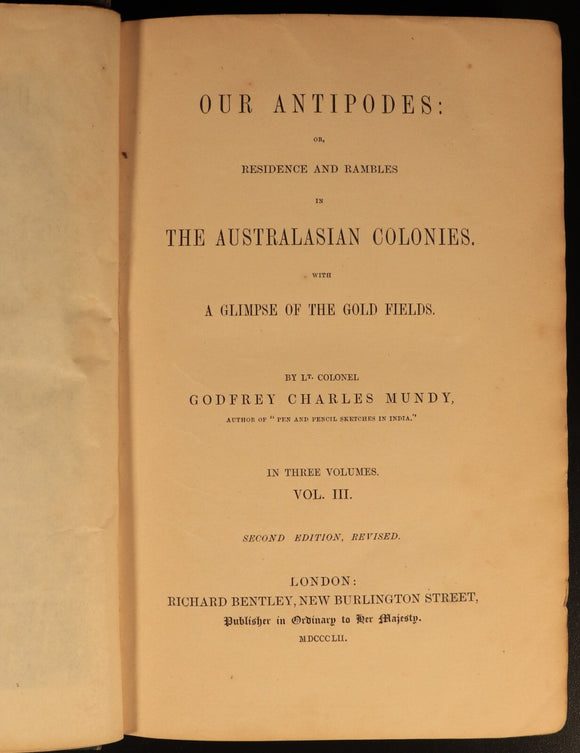 OUR ANTIPODES:
OR,
RESIDENCE AND RAMBLES
IN
THE AUSTRALASIAN COLONIES.
WITH
A GLIMPSE OF THE GOLD FIELDS.
BY LT. COLONEL
GODFREY CHARLES MUNDY,
AUTHOR OF "PEN AND PENCIL SKETCHES IN INDIA."
IN THREE VOLUMES.
VOL. III.
SECOND EDITION, REVISED.
LONDON:
RICHARD BENTLEY, NEW BURLINGTON STREET,
Publisher in Ordinary to Her Majesty.
MDCCCLII.